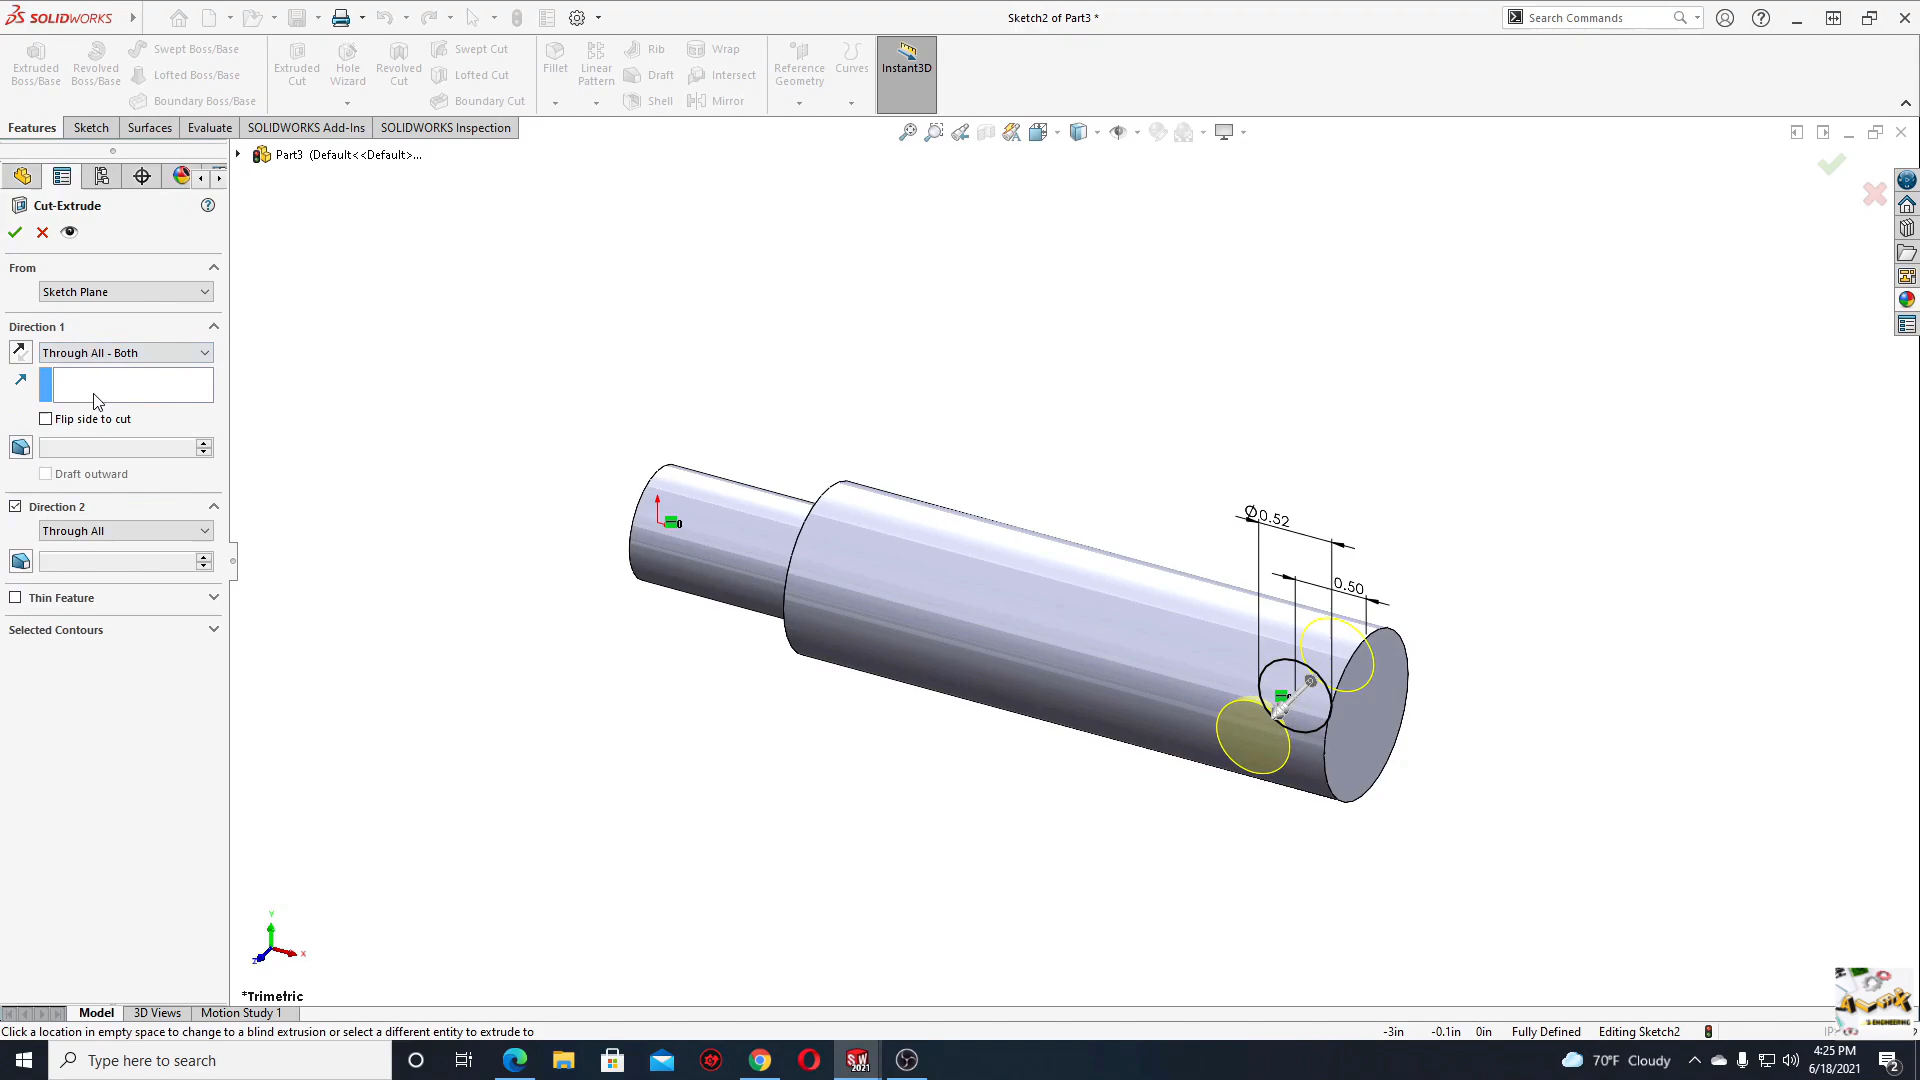 SOLIDWORKS
Sketch2 of Part3 *
Search Commands
Extruded Boss/Base
Revolved Boss/Base
Swept Boss/Base
Lofted Boss/Base
Boundary Boss/Base
Extruded Cut
Hole Wizard
Revolved Cut
Swept Cut
Lofted Cut
Boundary Cut
Fillet
Linear Pattern
Rib
Draft
Shell
Wrap
Intersect
Mirror
Reference Geometry
Curves
Instant3D
Features
Sketch
Surfaces
Evaluate
SOLIDWORKS Add-Ins
SOLIDWORKS Inspection
Part3 (Default<<Default>...
Cut-Extrude
From
Sketch Plane
Direction 1
Through All - Both
Flip side to cut
Draft outward
Direction 2
Through All
Thin Feature
Selected Contours
Ø0.52
0.50
Y
X
Z
*Trimetric
Model
3D Views
Motion Study 1
Click a location in empty space to change to a blind extrusion or select a different entity to extrude to
-3in
-0.1in
0in
Fully Defined
Editing Sketch2
Type here to search
SW
2021
70°F Cloudy
4:25 PM
6/18/2021
2